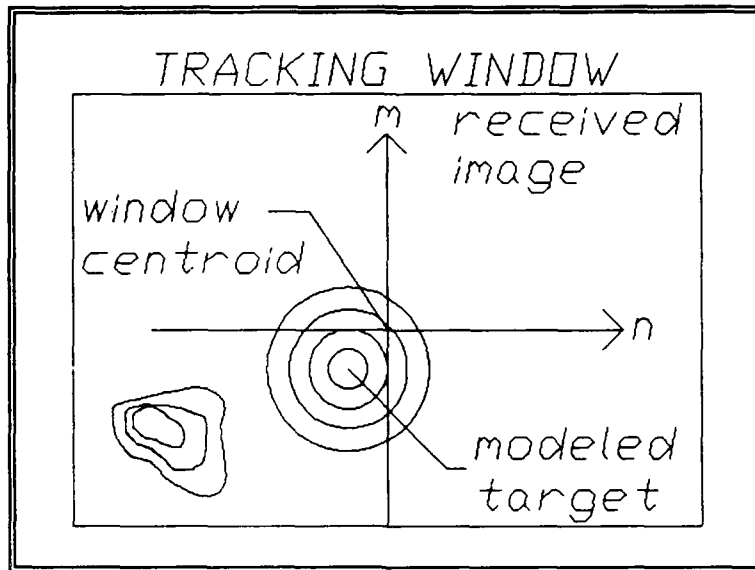 TRACKING WINDOW
m
received
image
window
centroid
n
modeled
target